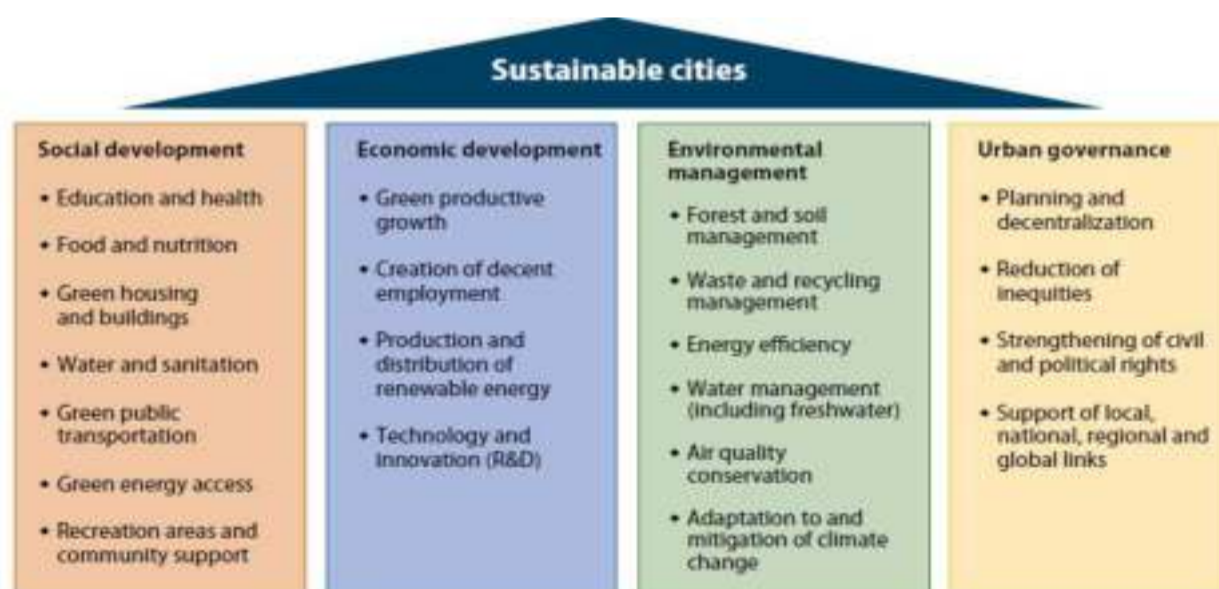 Sustainable cities
Social development
• Education and health
• Food and nutrition
• Green housing
and buildings
• Water and sanitation
• Green public
transportation
• Green energy access
• Recreation areas and
community support
Economic development
• Green productive
growth
• Creation of decent
employment
• Production and
distribution of
renewable energy
• Technology and
innovation (R&D)
Environmental
management
• Forest and soil
management
• Waste and recycling
management
• Energy efficiency
• Water management
(including freshwater)
• Air quality
conservation
• Adaptation to and
mitigation of climate
change
Urban governance
• Planning and
decentralization
• Reduction of
inequities
• Strengthening of civil
and political rights
• Support of local,
national, regional and
global links